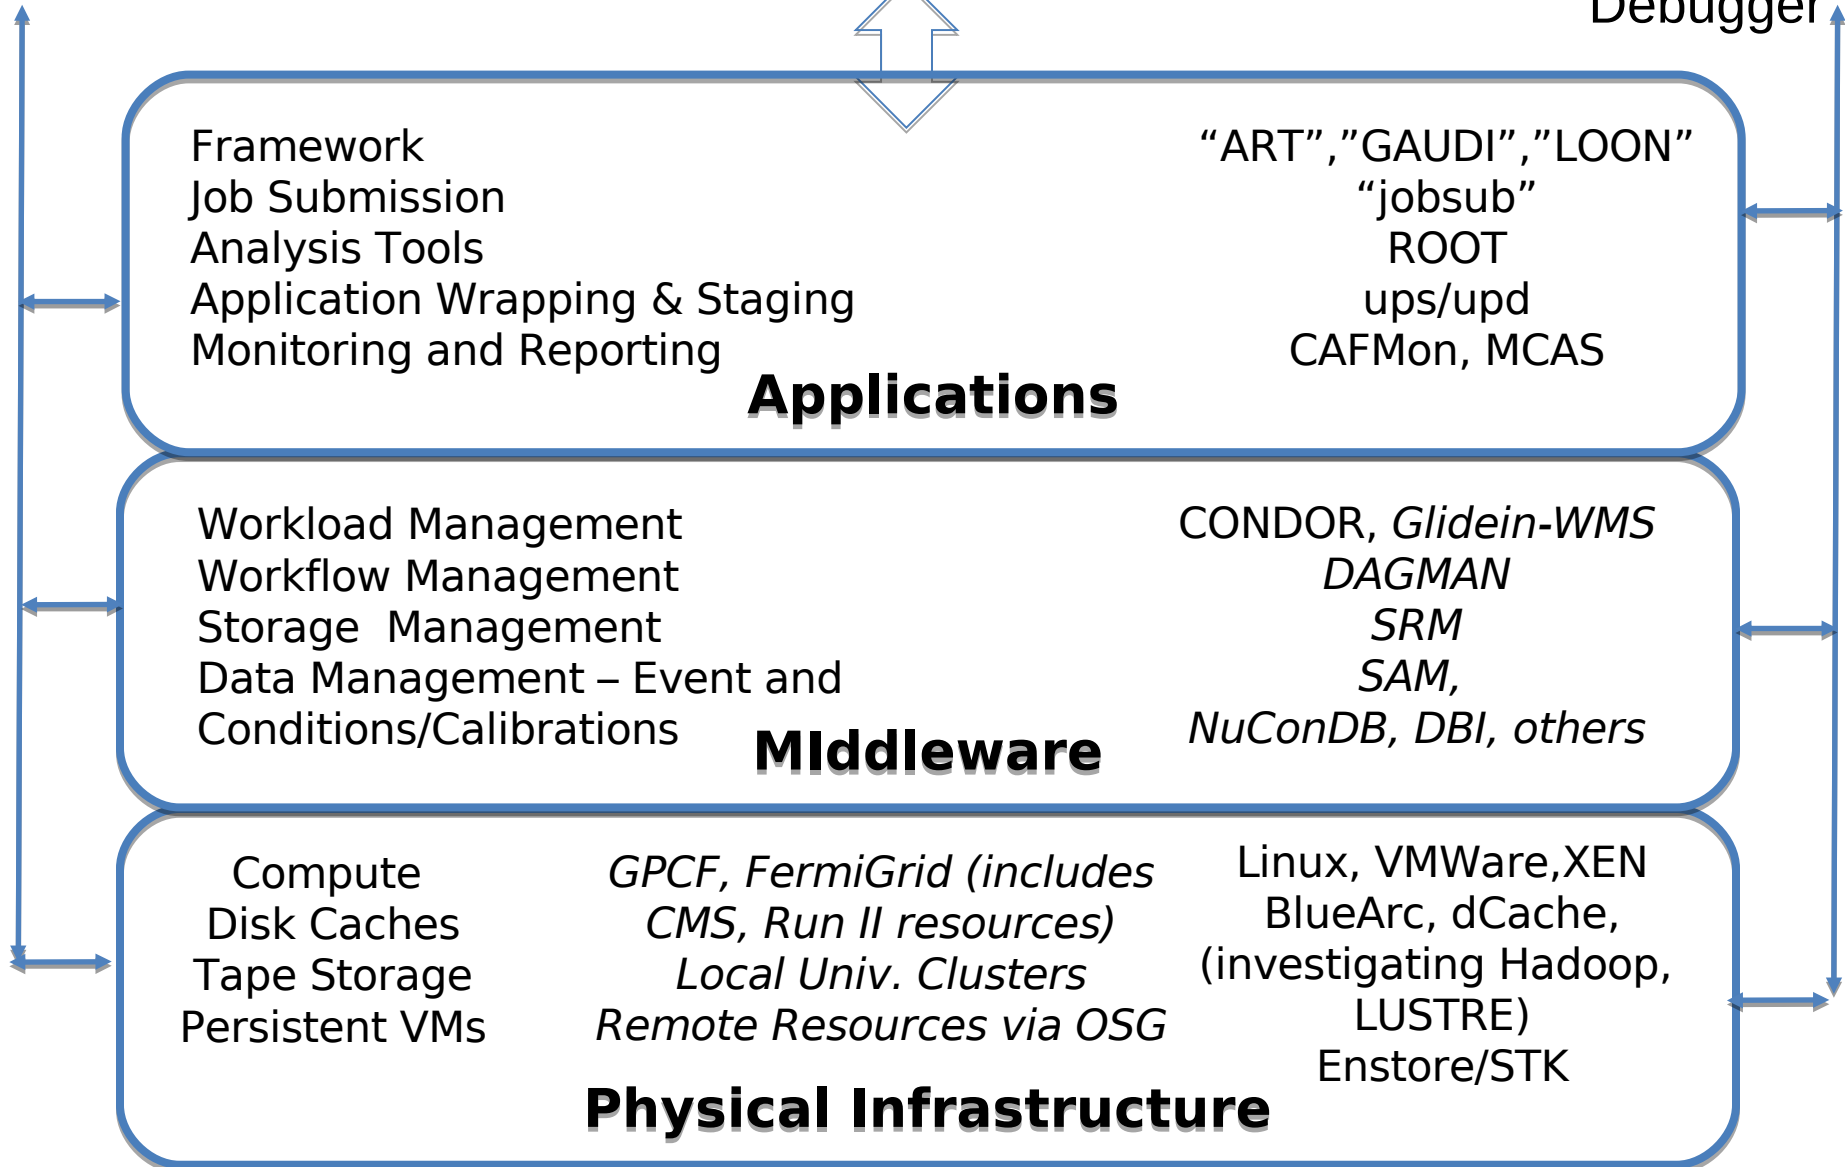 Debugger
Framework
Job Submission
Analysis Tools
Application Wrapping & Staging
Monitoring and Reporting
“ART”,”GAUDI”,”LOON”
“jobsub”
ROOT
ups/upd
CAFMon, MCAS
Applications
Workload Management
Workflow Management
Storage  Management
Data Management – Event and
Conditions/Calibrations
CONDOR, Glidein-WMS
DAGMAN
SRM
SAM,
NuConDB, DBI, others
MIddleware
Compute
Disk Caches
Tape Storage
Persistent VMs
GPCF, FermiGrid (includes
CMS, Run II resources)
Local Univ. Clusters
Remote Resources via OSG
Linux, VMWare,XEN
BlueArc, dCache,
(investigating Hadoop,
LUSTRE)
Enstore/STK
Physical Infrastructure